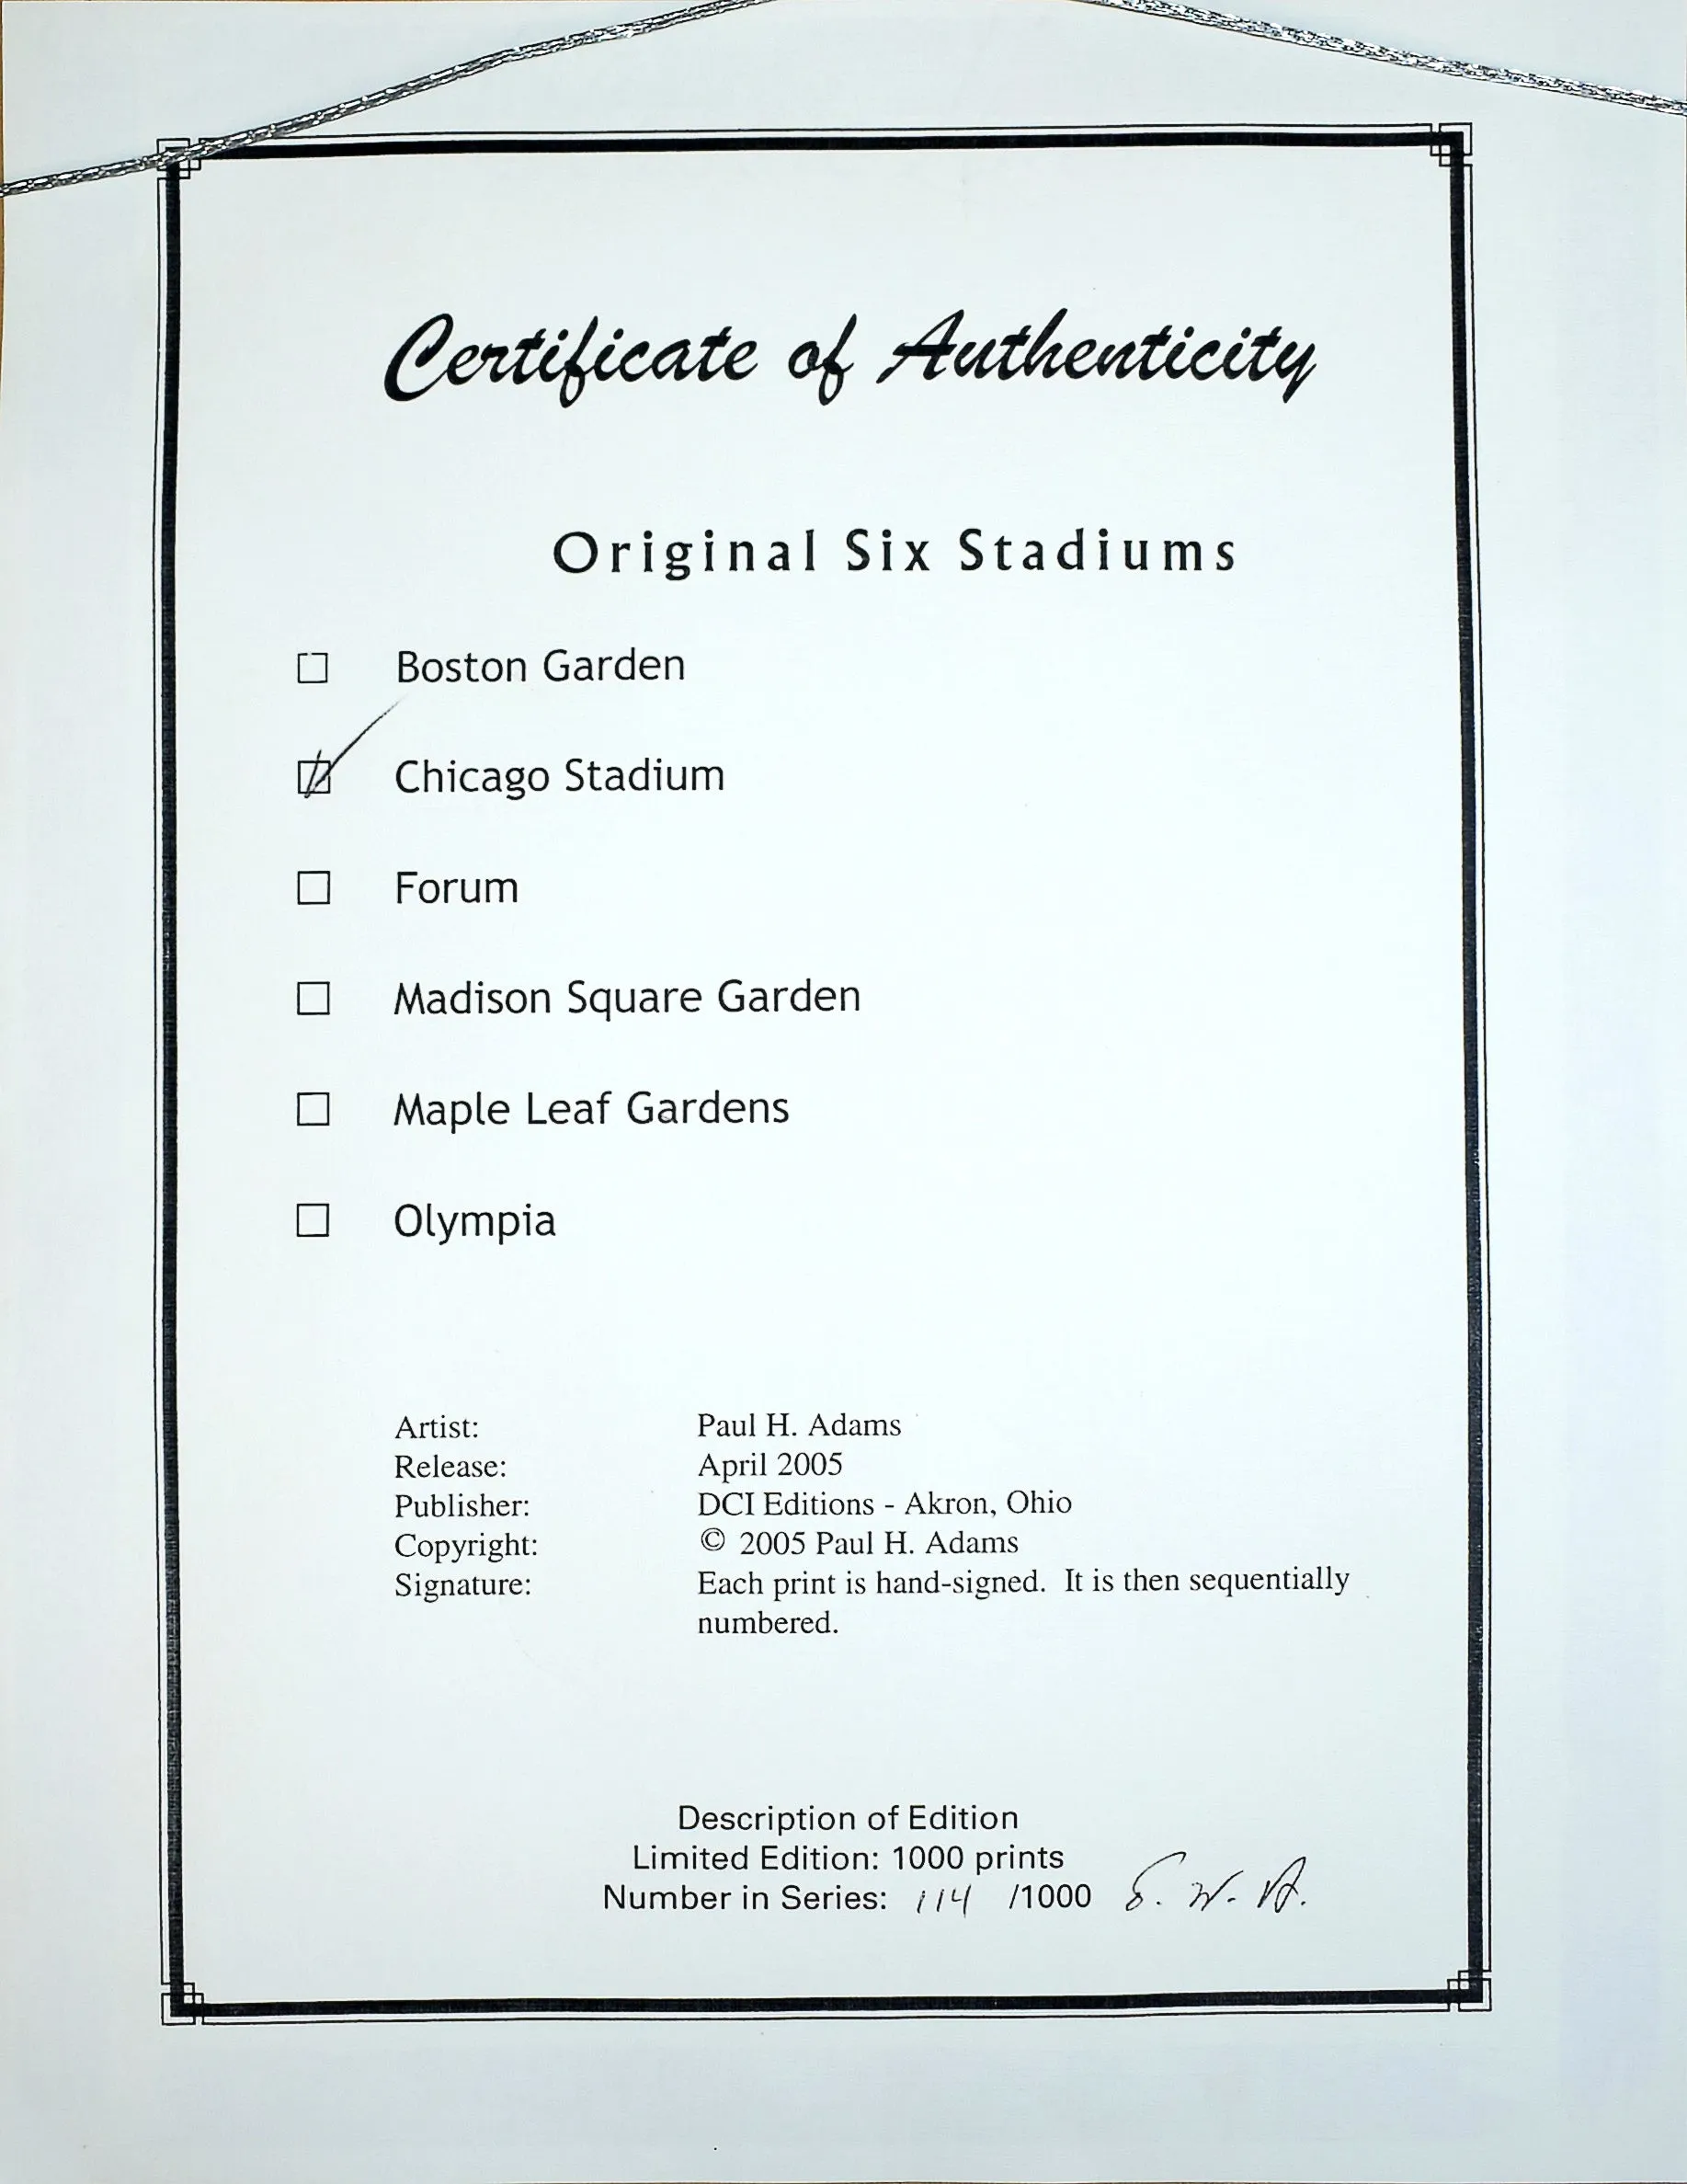 Certificate of Authenticity
Original Six Stadiums
Boston Garden
Chicago Stadium
Forum
Madison Square Garden
Maple Leaf Gardens
Olympia
Artist: Paul H. Adams
Release: April 2005
Publisher: DCI Editions - Akron, Ohio
Copyright: © 2005 Paul H. Adams
Signature: Each print is hand-signed. It is then sequentially
numbered.
Description of Edition
Limited Edition: 1000 prints
Number in Series: 114 /1000